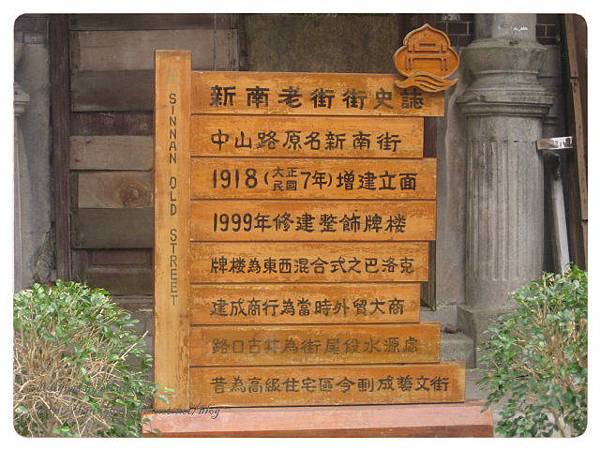 SINNAN OLD STREET
新南老街街史誌
中山路原名新南街
1918(大正民國7年)增建立面
1999年修建整飾牌樓
牌樓為東西混合式之巴洛克
建成商行為當時外貿大商
路口古井為街屋段水源處
昔為高級住宅區今劃成藝文街